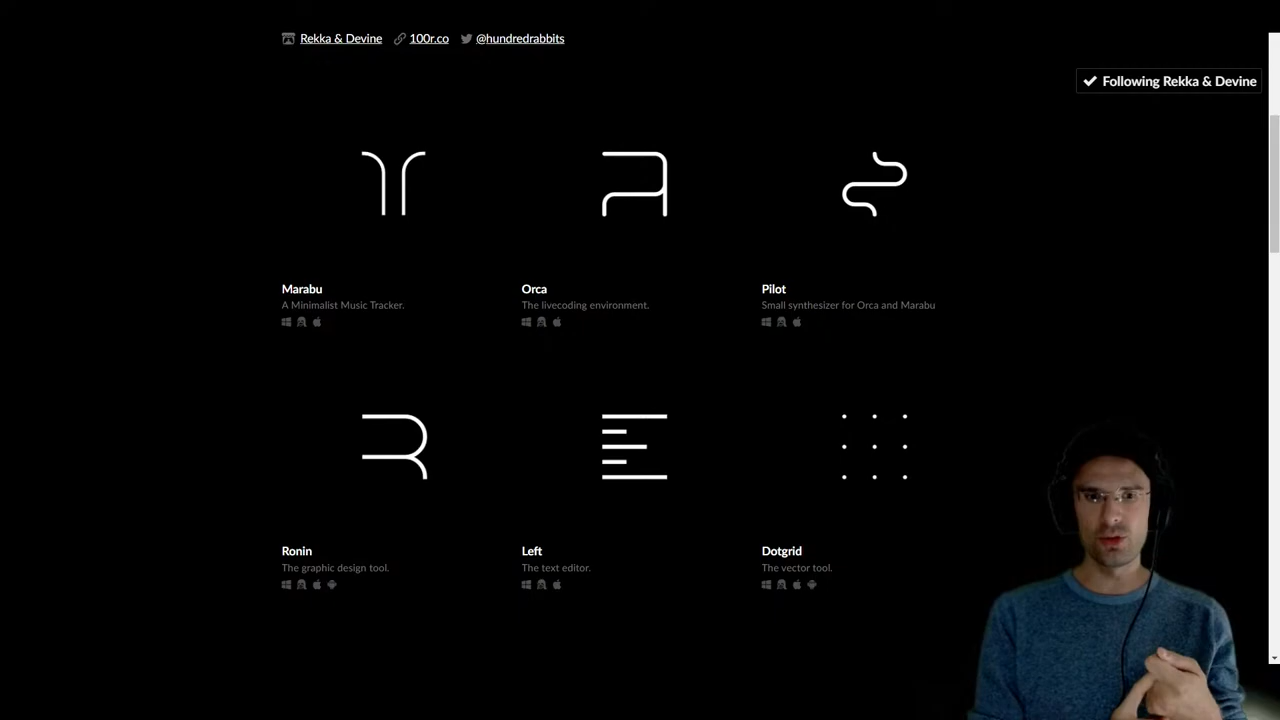 Rekka & Devine 100r.co @hundredrabbits
Following Rekka & Devine
Marabu Orca Pilot
A Minimalist Music Tracker. The livecoding environment. Small synthesizer for Orca and Marabu
Ronin Left Dotgrid
The graphic design tool. The text editor. The vector tool.